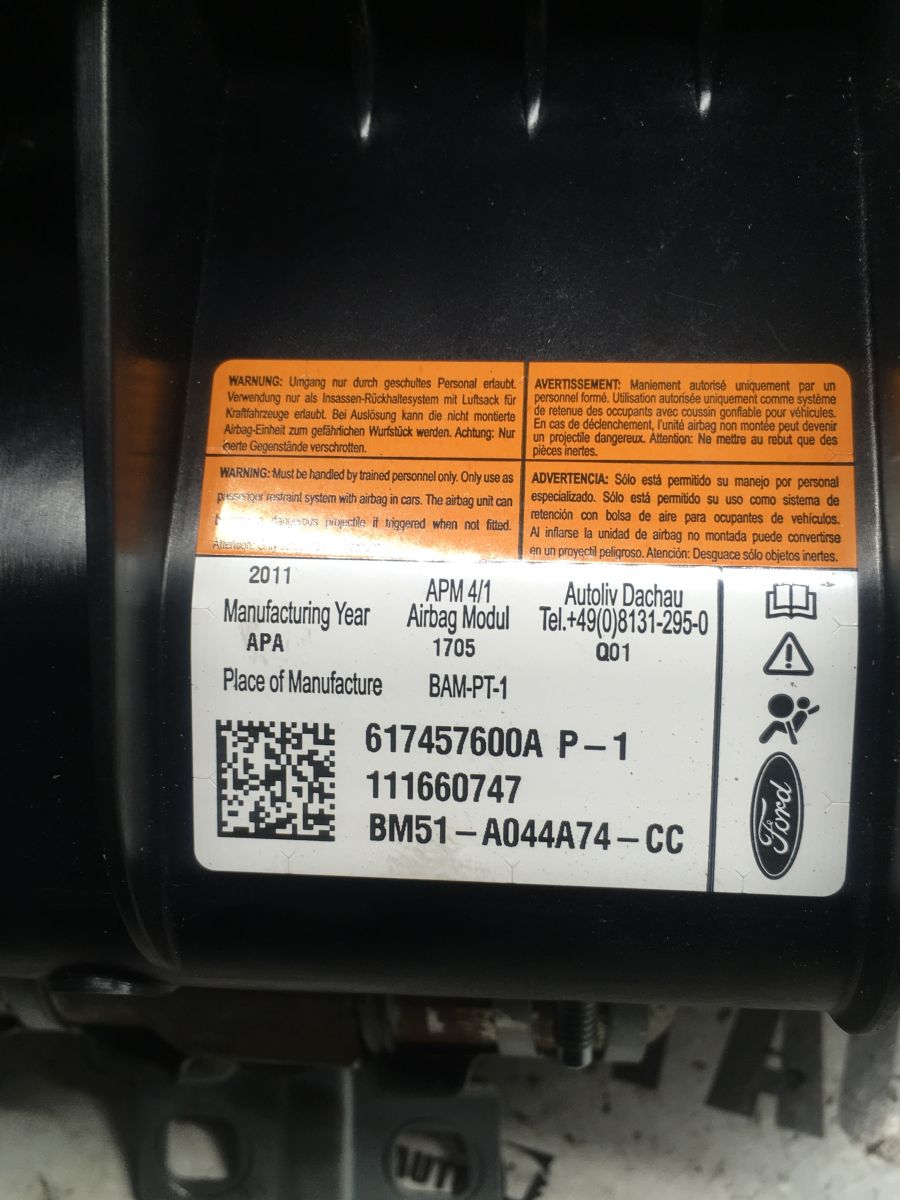 WARNUNG: Umgang nur durch geschultes Personal erlaubt.
Verwendung nur als Insassen-Rückhaltesystem mit Luftsack für
Kraftfahrzeuge erlaubt. Bei Auslösung kann die nicht montierte
Airbag-Einheit zum gefährlichen Wurfstück werden. Achtung: Nur
inerte Gegenstände verschrotten.
AVERTISSEMENT: Maniement autorisé uniquement par un
personnel formé. Utilisation autorisée uniquement comme système
de retenue des occupants avec coussin gonflable pour véhicules.
En cas de déclenchement, l'unité airbag non montée peut devenir
un projectile dangereux. Attention: Ne mettre au rebut que des
pièces inertes.
WARNING: Must be handled by trained personnel only. Only use as
passenger restraint system with airbag in cars. The airbag unit can
dangerous projectile if triggered when not fitted.
Attention: Only
ADVERTENCIA: Sólo está permitido su manejo por personal
especializado. Sólo está permitido su uso como sistema de
retención con bolsa de aire para ocupantes de vehículos.
Al inflarse la unidad de airbag no montada puede convertirse
en un proyectil peligroso. Atención: Desguace sólo objetos inertes.
2011
Manufacturing Year
APA
Place of Manufacture
APM 4/1
Airbag Modul
1705
BAM-PT-1
Autoliv Dachau
Tel.+49(0)8131-295-0
Q01
617457600A P-1
111660747
BM51-A044A74-CC
Ford